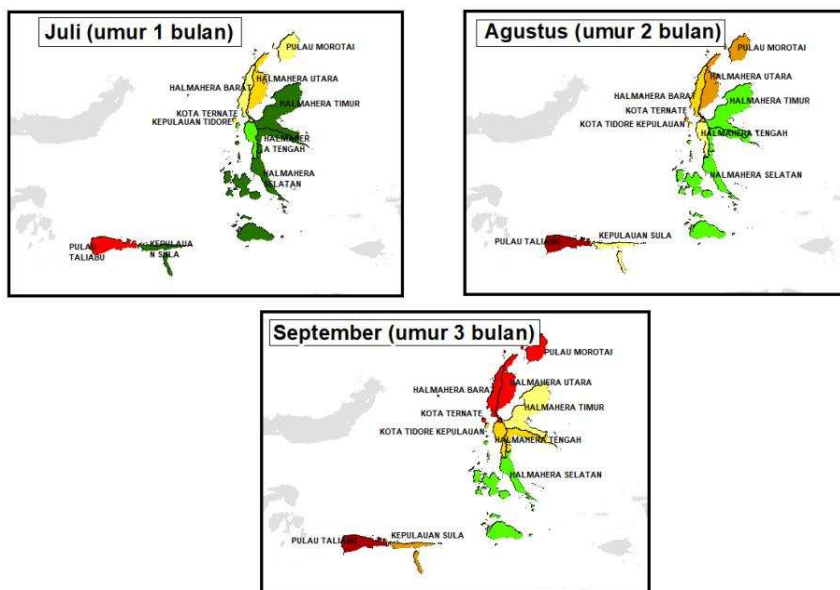 Juli (umur 1 bulan)
PULAU MOROTAI
HALMAHERA UTARA
HALMAHERA BARAT
HALMAHERA TIMUR
KOTA TERNATE
KEPULAUAN TIDORE
HALMAHER
A TENGAH
HALMAHERA
SELATAN
PULAU
TALIABU
KEPULAUA
N SULA
Agustus (umur 2 bulan)
PULAU MOROTAI
HALMAHERA UTARA
HALMAHERA BARAT
HALMAHERA TIMUR
KOTA TERNATE
KOTA TIDORE KEPULAUAN
HALMAHERA TENGAH
HALMAHERA SELATAN
KEPULAUAN SULA
PULAU TALIABU
September (umur 3 bulan)
PULAU MOROTAI
HALMAHERA UTARA
HALMAHERA BARAT
HALMAHERA TIMUR
KOTA TERNATE
KOTA TIDORE KEPULAUAN
HALMAHERA TENGAH
HALMAHERA SELATAN
KEPULAUAN SULA
PULAU TALIABU